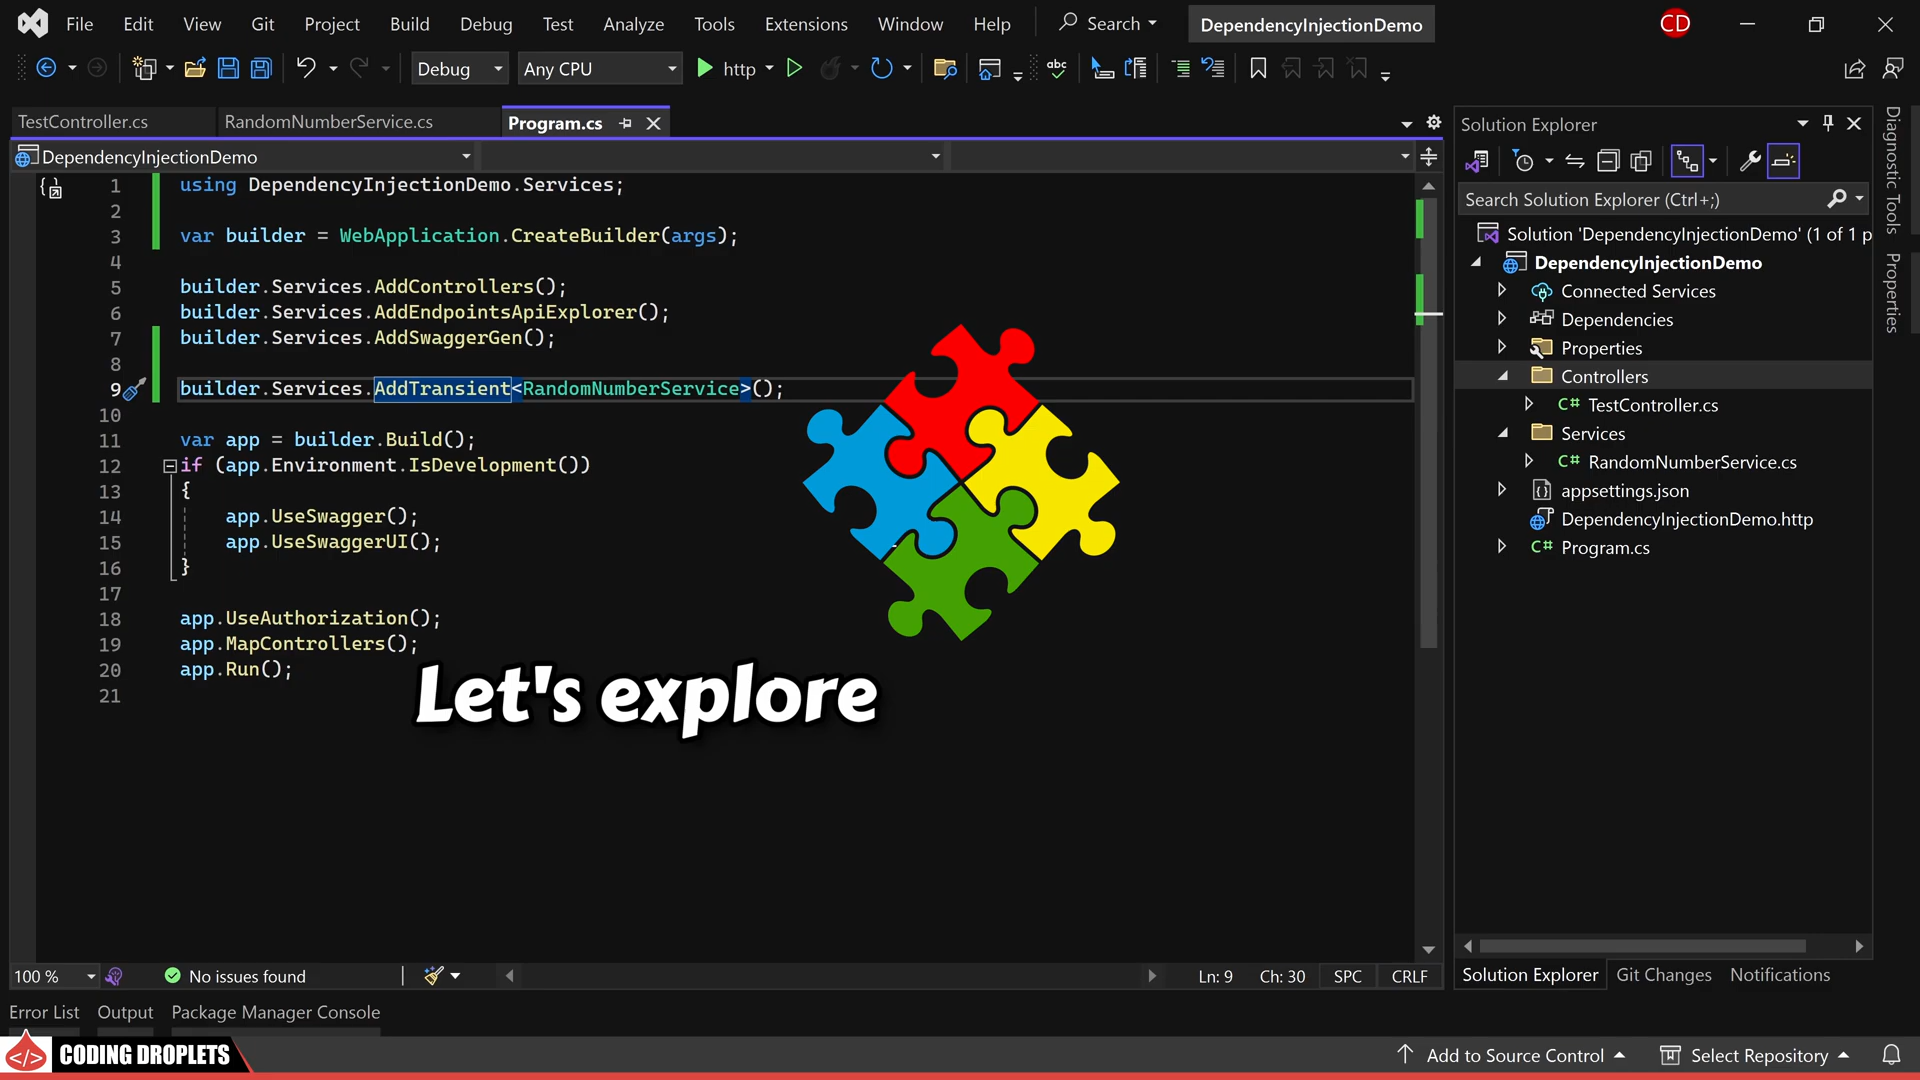 File Edit View Git Project Build Debug Test Analyze Tools Extensions Window Help Search DependencyInjectionDemo CD
Debug Any CPU http abc
TestController.cs RandomNumberService.cs Program.cs
DependencyInjectionDemo
1 using DependencyInjectionDemo.Services;
2
3 var builder = WebApplication.CreateBuilder(args);
4
5 builder.Services.AddControllers();
6 builder.Services.AddEndpointsApiExplorer();
7 builder.Services.AddSwaggerGen();
8
9 builder.Services.AddTransient<RandomNumberService>();
10
11 var app = builder.Build();
12 if (app.Environment.IsDevelopment())
13 {
14 app.UseSwagger();
15 app.UseSwaggerUI();
16 }
17
18 app.UseAuthorization();
19 app.MapControllers();
20 app.Run();
21
Let's explore
Solution Explorer
Search Solution Explorer (Ctrl+;)
Solution 'DependencyInjectionDemo' (1 of 1 p
DependencyInjectionDemo
Connected Services
Dependencies
Properties
Controllers
C# TestController.cs
Services
C# RandomNumberService.cs
appsettings.json
DependencyInjectionDemo.http
C# Program.cs
Diagnostic Tools
Properties
100 % No issues found Ln: 9 Ch: 30 SPC CRLF
Solution Explorer Git Changes Notifications
Error List Output Package Manager Console
</> CODING DROPLETS
Add to Source Control Select Repository